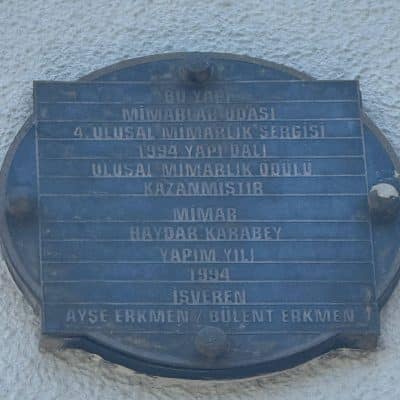 BU YAPI
MİMARLAR ODASI
4. ULUSAL MİMARLIK SERGİSİ
1994 YAPI DALI
ULUSAL MİMARLIK ÖDÜLÜ
KAZANMIŞTIR
MİMAR
HAYDAR KARABEY
YAPIM YILI
1994
İŞVEREN
AYŞE ERKMEN / BÜLENT ERKMEN